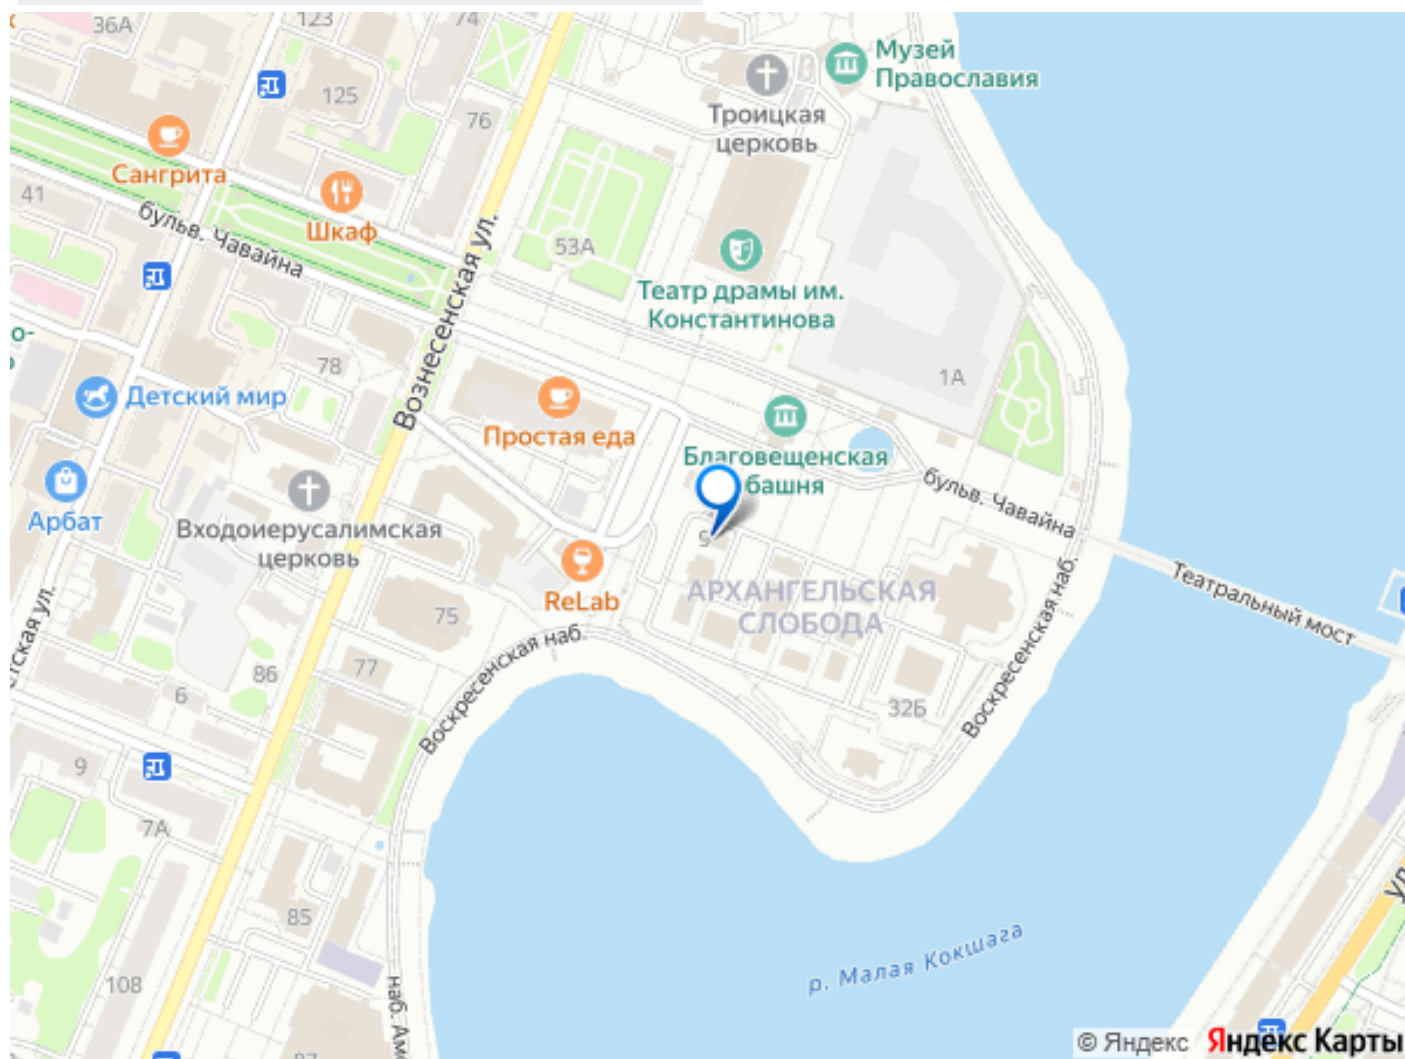 36А
123
74
125
76
Музей
Православия
Троицкая
церковь
Сангрита
Шкаф
41
бульв. Чавайна
Вознесенская ул.
53А
Театр драмы им.
Константинова
1А
78
Детский мир
Простая еда
Благовещенская
башня
бульв. Чавайна
Арбат
Входоиерусалимская
церковь
ReLab
АРХАНГЕЛЬСКАЯ
СЛОБОДА
Театральный мост
75
77
86
6
Воскресенская наб.
Воскресенская наб.
32Б
9
7А
85
108
р. Малая Кокшага
© Яндекс
Яндекс Карты